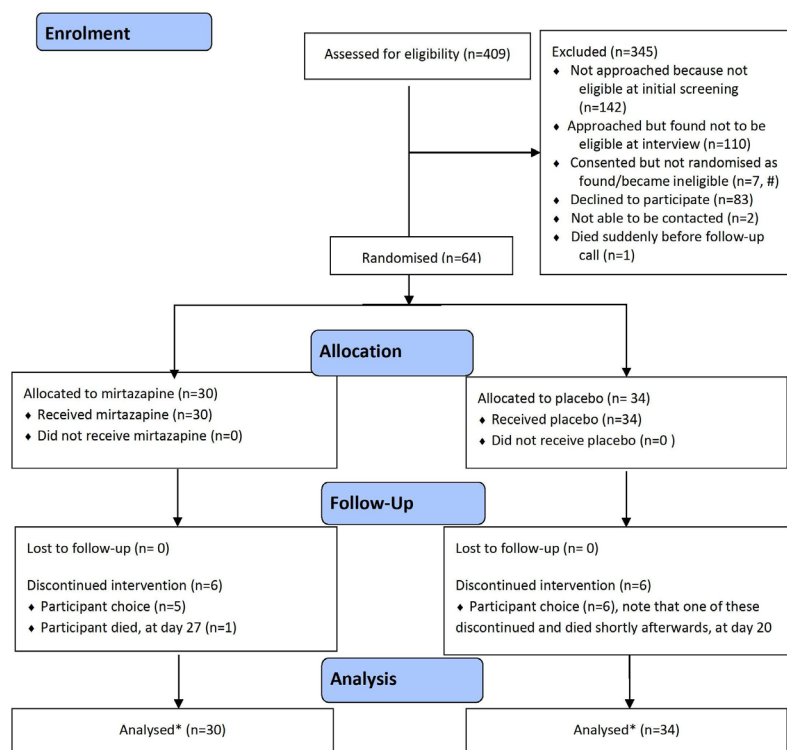 Enrolment
Assessed for eligibility (n=409)
Excluded (n=345)
♦ Not approached because not
eligible at initial screening
(n=142)
♦ Approached but found not to be
eligible at interview (n=110)
♦ Consented but not randomised as
found/became ineligible (n=7, #)
♦ Declined to participate (n=83)
♦ Not able to be contacted (n=2)
♦ Died suddenly before follow-up
call (n=1)
Randomised (n=64)
Allocation
Allocated to mirtazapine (n=30)
♦ Received mirtazapine (n=30)
♦ Did not receive mirtazapine (n=0)
Allocated to placebo (n= 34)
♦ Received placebo (n=34)
♦ Did not receive placebo (n=0 )
Follow-Up
Lost to follow-up (n= 0)
Discontinued intervention (n=6)
♦ Participant choice (n=5)
♦ Participant died, at day 27 (n=1)
Lost to follow-up (n= 0)
Discontinued intervention (n=6)
♦ Participant choice (n=6), note that one of these
discontinued and died shortly afterwards, at day 20
Analysis
Analysed* (n=30)
Analysed* (n=34)